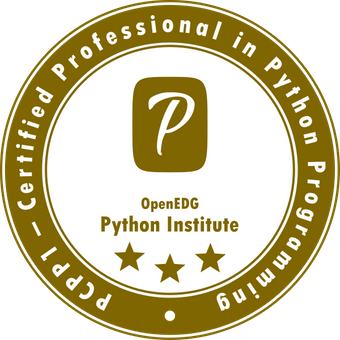 PCPP1 – Certified Professional in Python Programming
P
OpenEDG
Python Institute